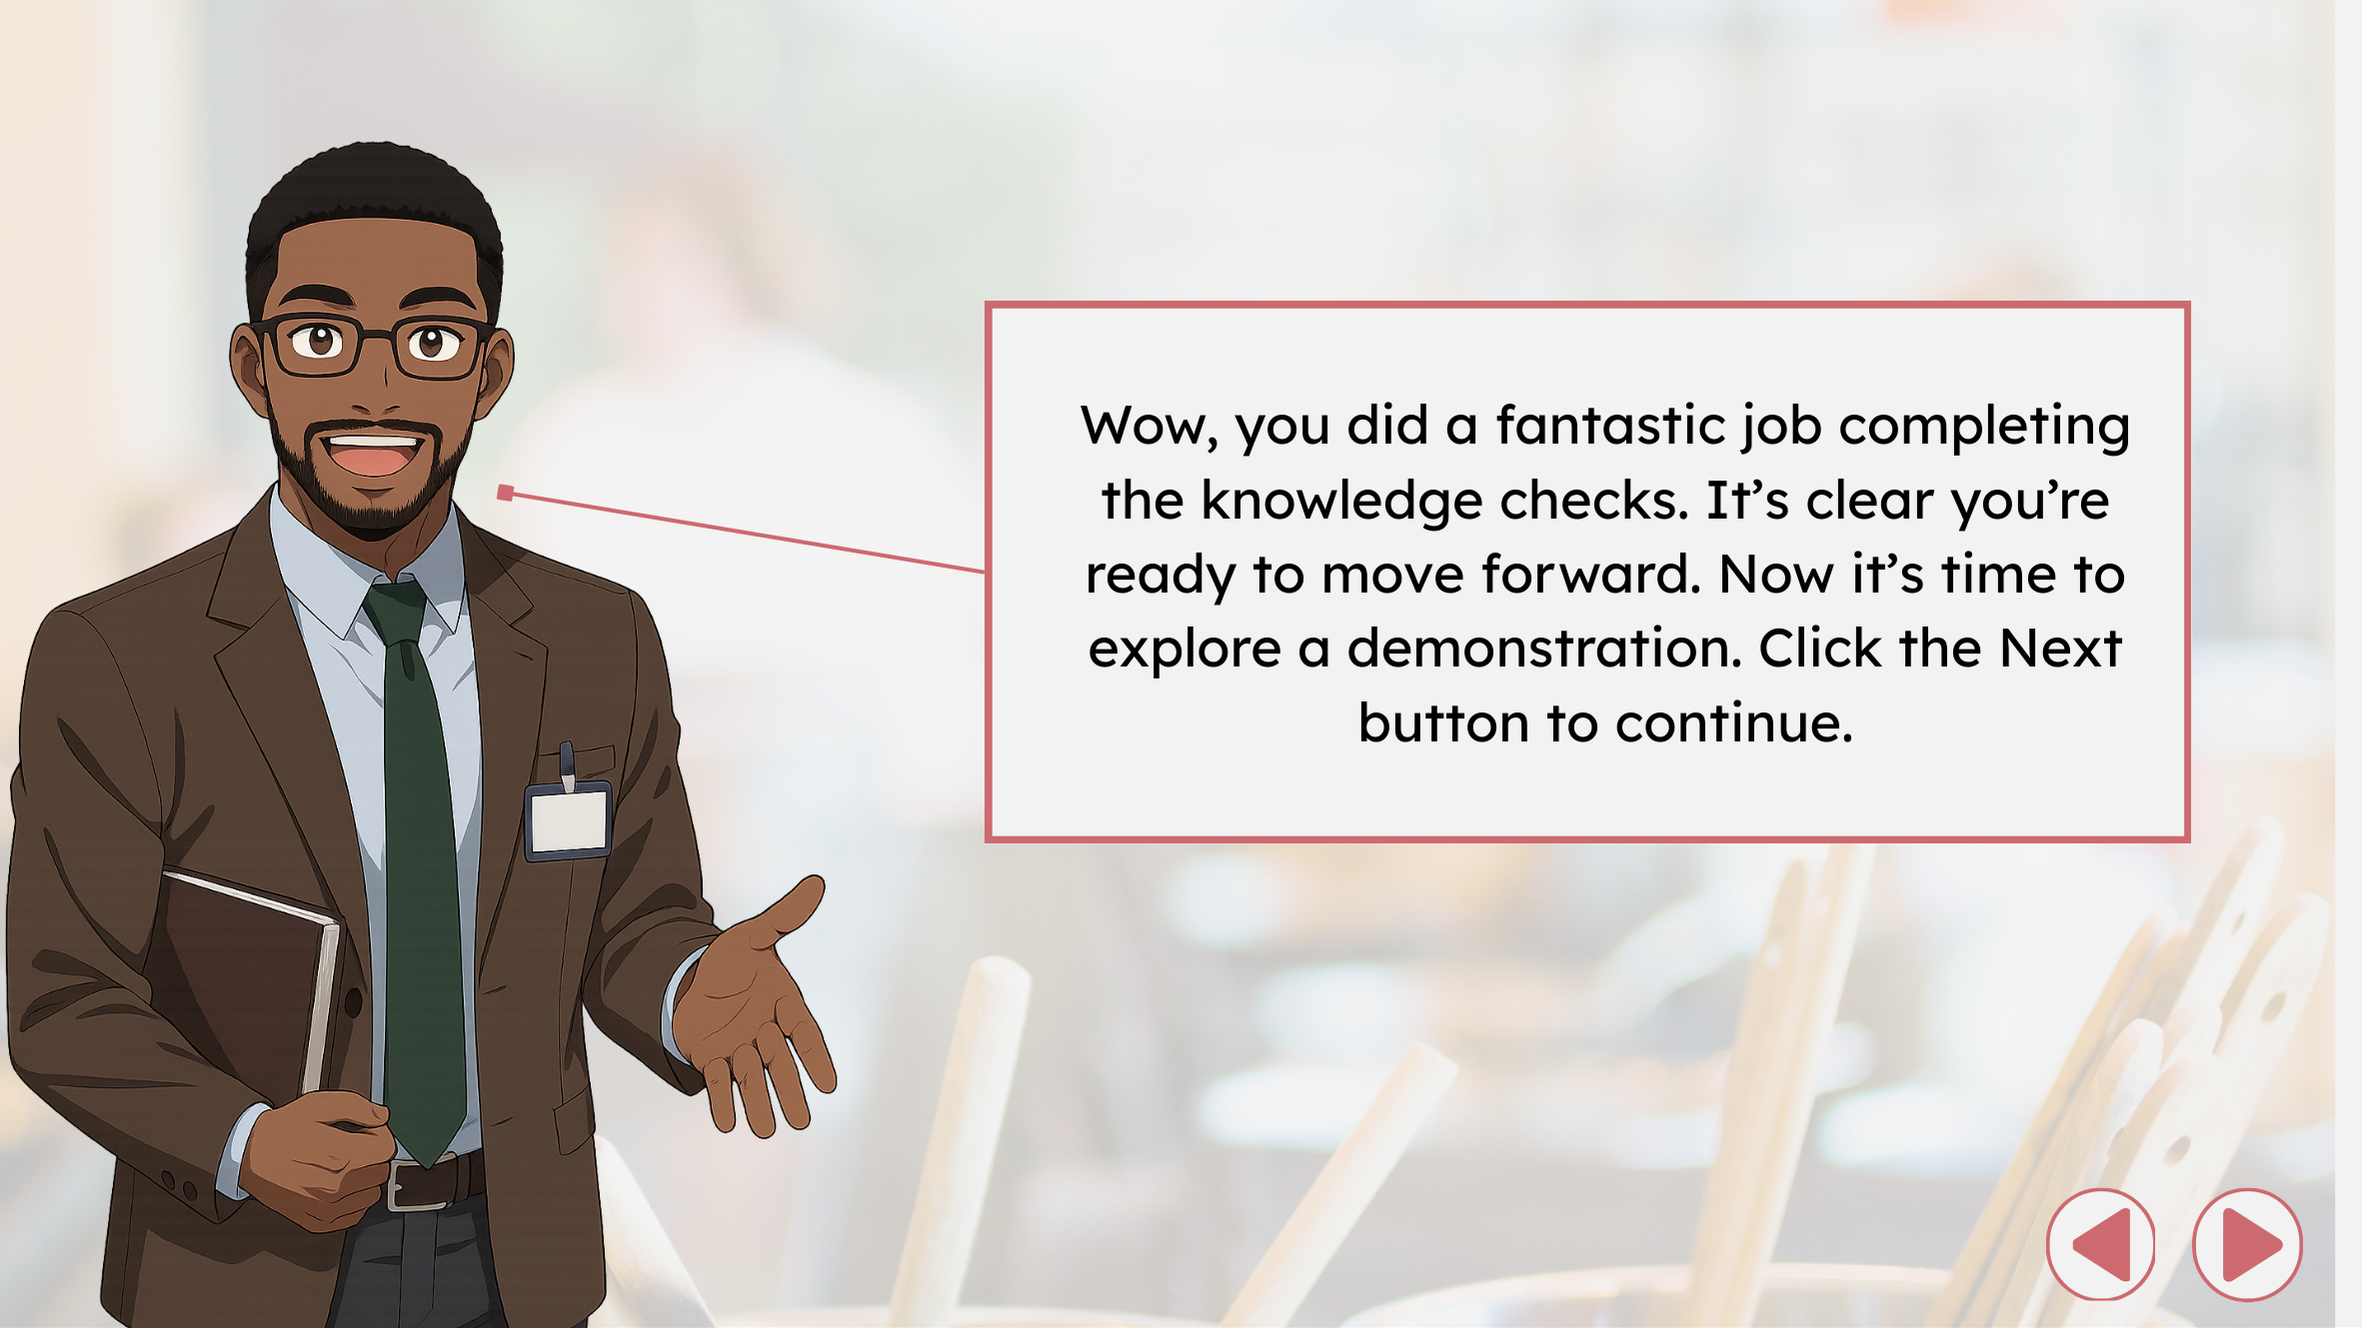 Wow, you did a fantastic job completing
the knowledge checks. It’s clear you’re
ready to move forward. Now it’s time to
explore a demonstration. Click the Next
button to continue.